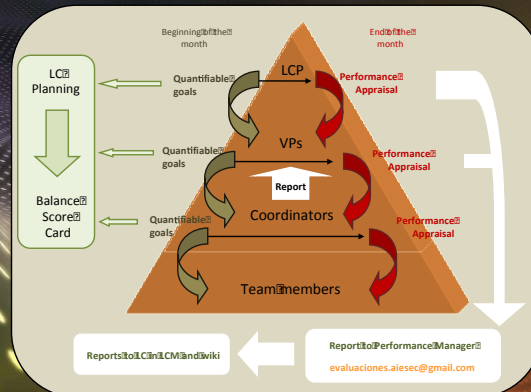 Beginning of the
month
End of the
month
LC
Planning
Balance
Score
Card
LCP
Quantifiable
goals
Performance
Appraisal
VPs
Quantifiable
goals
Performance
Appraisal
Report
Coordinators
Quantifiable
goals
Performance
Appraisal
Team members
Reports to LC in LCM and wiki
Report to Performance Manager
evaluaciones.aiesec@gmail.com